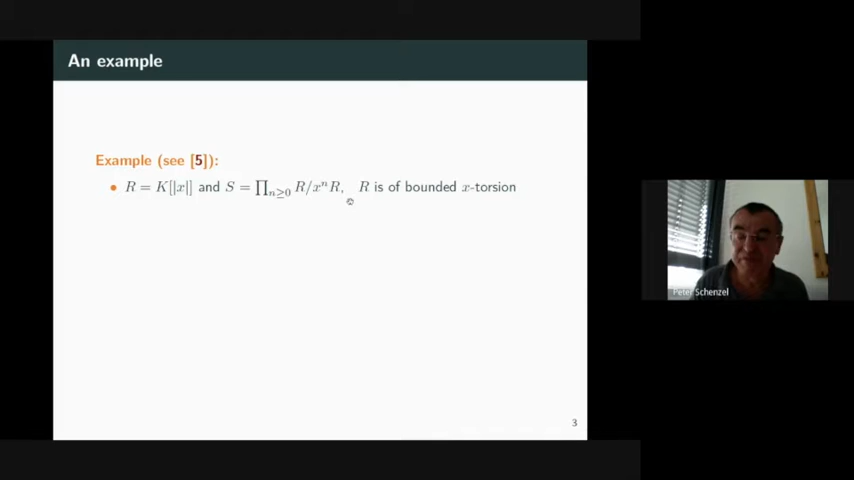 An example
Example (see [5]):
• R = K[|x|] and S = ∏_{n≥0} R/xⁿR, R is of bounded x-torsion
Peter Schenzel
3